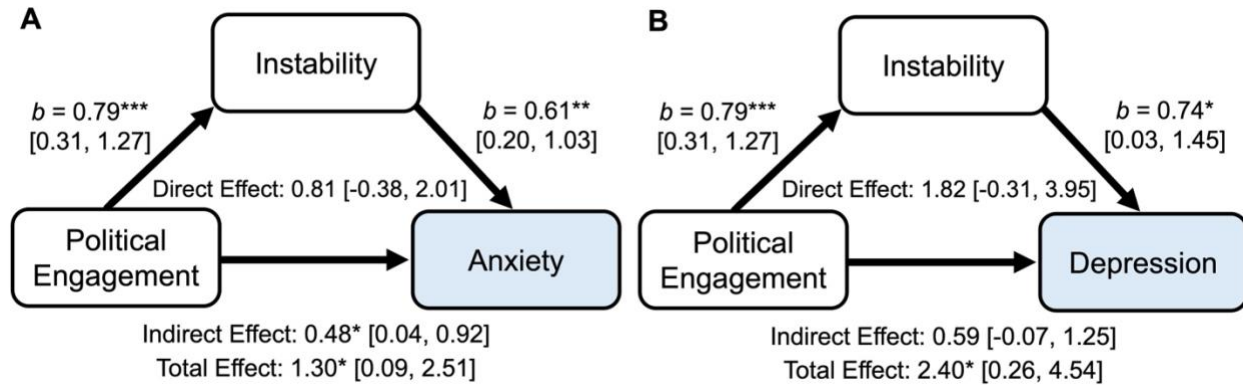 A
Instability
b = 0.79***
[0.31, 1.27]
b = 0.61**
[0.20, 1.03]
Direct Effect: 0.81 [-0.38, 2.01]
Political
Engagement
Anxiety
Indirect Effect: 0.48* [0.04, 0.92]
Total Effect: 1.30* [0.09, 2.51]
B
Instability
b = 0.79***
[0.31, 1.27]
b = 0.74*
[0.03, 1.45]
Direct Effect: 1.82 [-0.31, 3.95]
Political
Engagement
Depression
Indirect Effect: 0.59 [-0.07, 1.25]
Total Effect: 2.40* [0.26, 4.54]